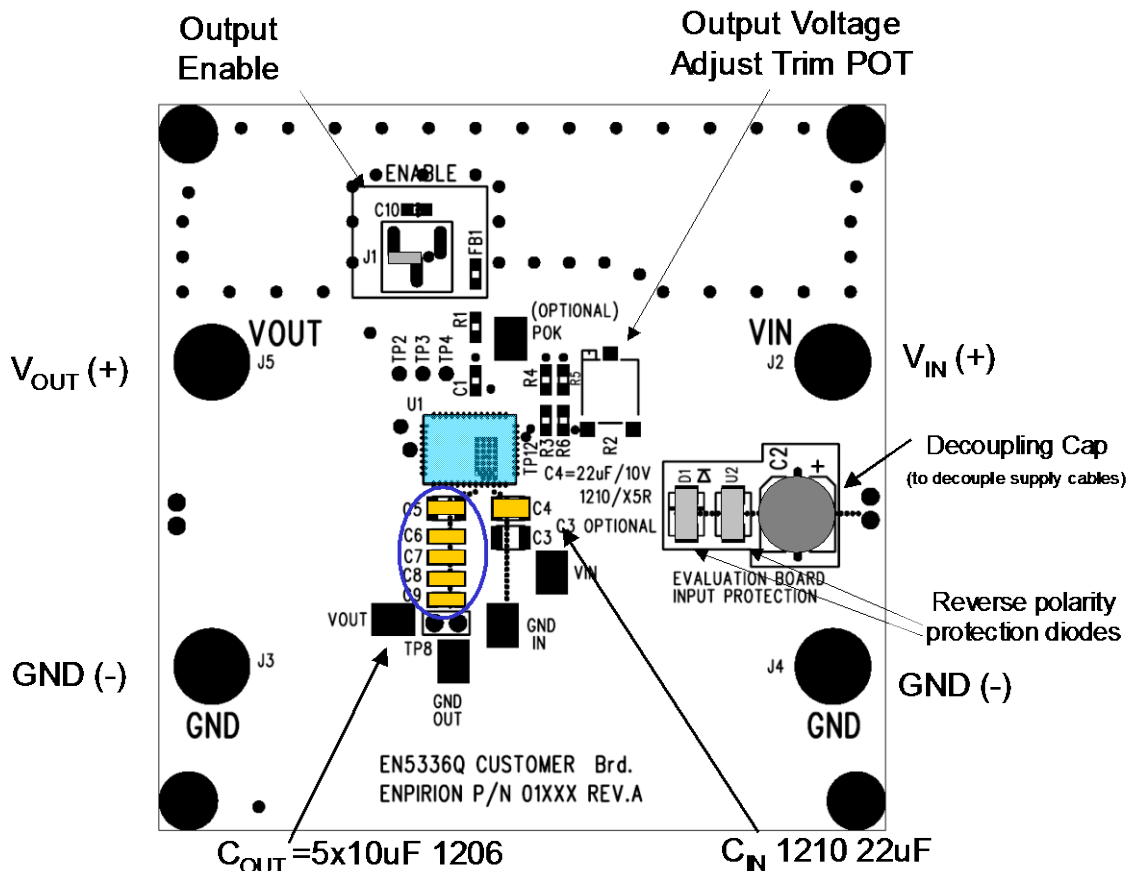 Output
Enable
Output Voltage
Adjust Trim POT
ENABLE
C10
J1
FB1
VOUT
J5
VOUT (+)
R1
(OPTIONAL)
POK
VIN
J2
VIN (+)
TP2
TP3
TP4
C1
R4
R5
U1
TP12
R3
R6
R2
C4=22uF/10V
1210/X5R
C3 OPTIONAL
D1
U2
C2
+
Decoupling Cap
(to decouple supply cables)
C5
C6
C7
C8
C9
C4
C3
VIN
EVALUATION BOARD
INPUT PROTECTION
Reverse polarity
protection diodes
VOUT
TP8
GND
IN
GND
OUT
GND (-)
J3
GND
J4
GND (-)
GND
EN5336Q CUSTOMER Brd.
ENPIRION P/N 01XXX REV.A
COUT =5x10uF 1206
CIN 1210 22uF